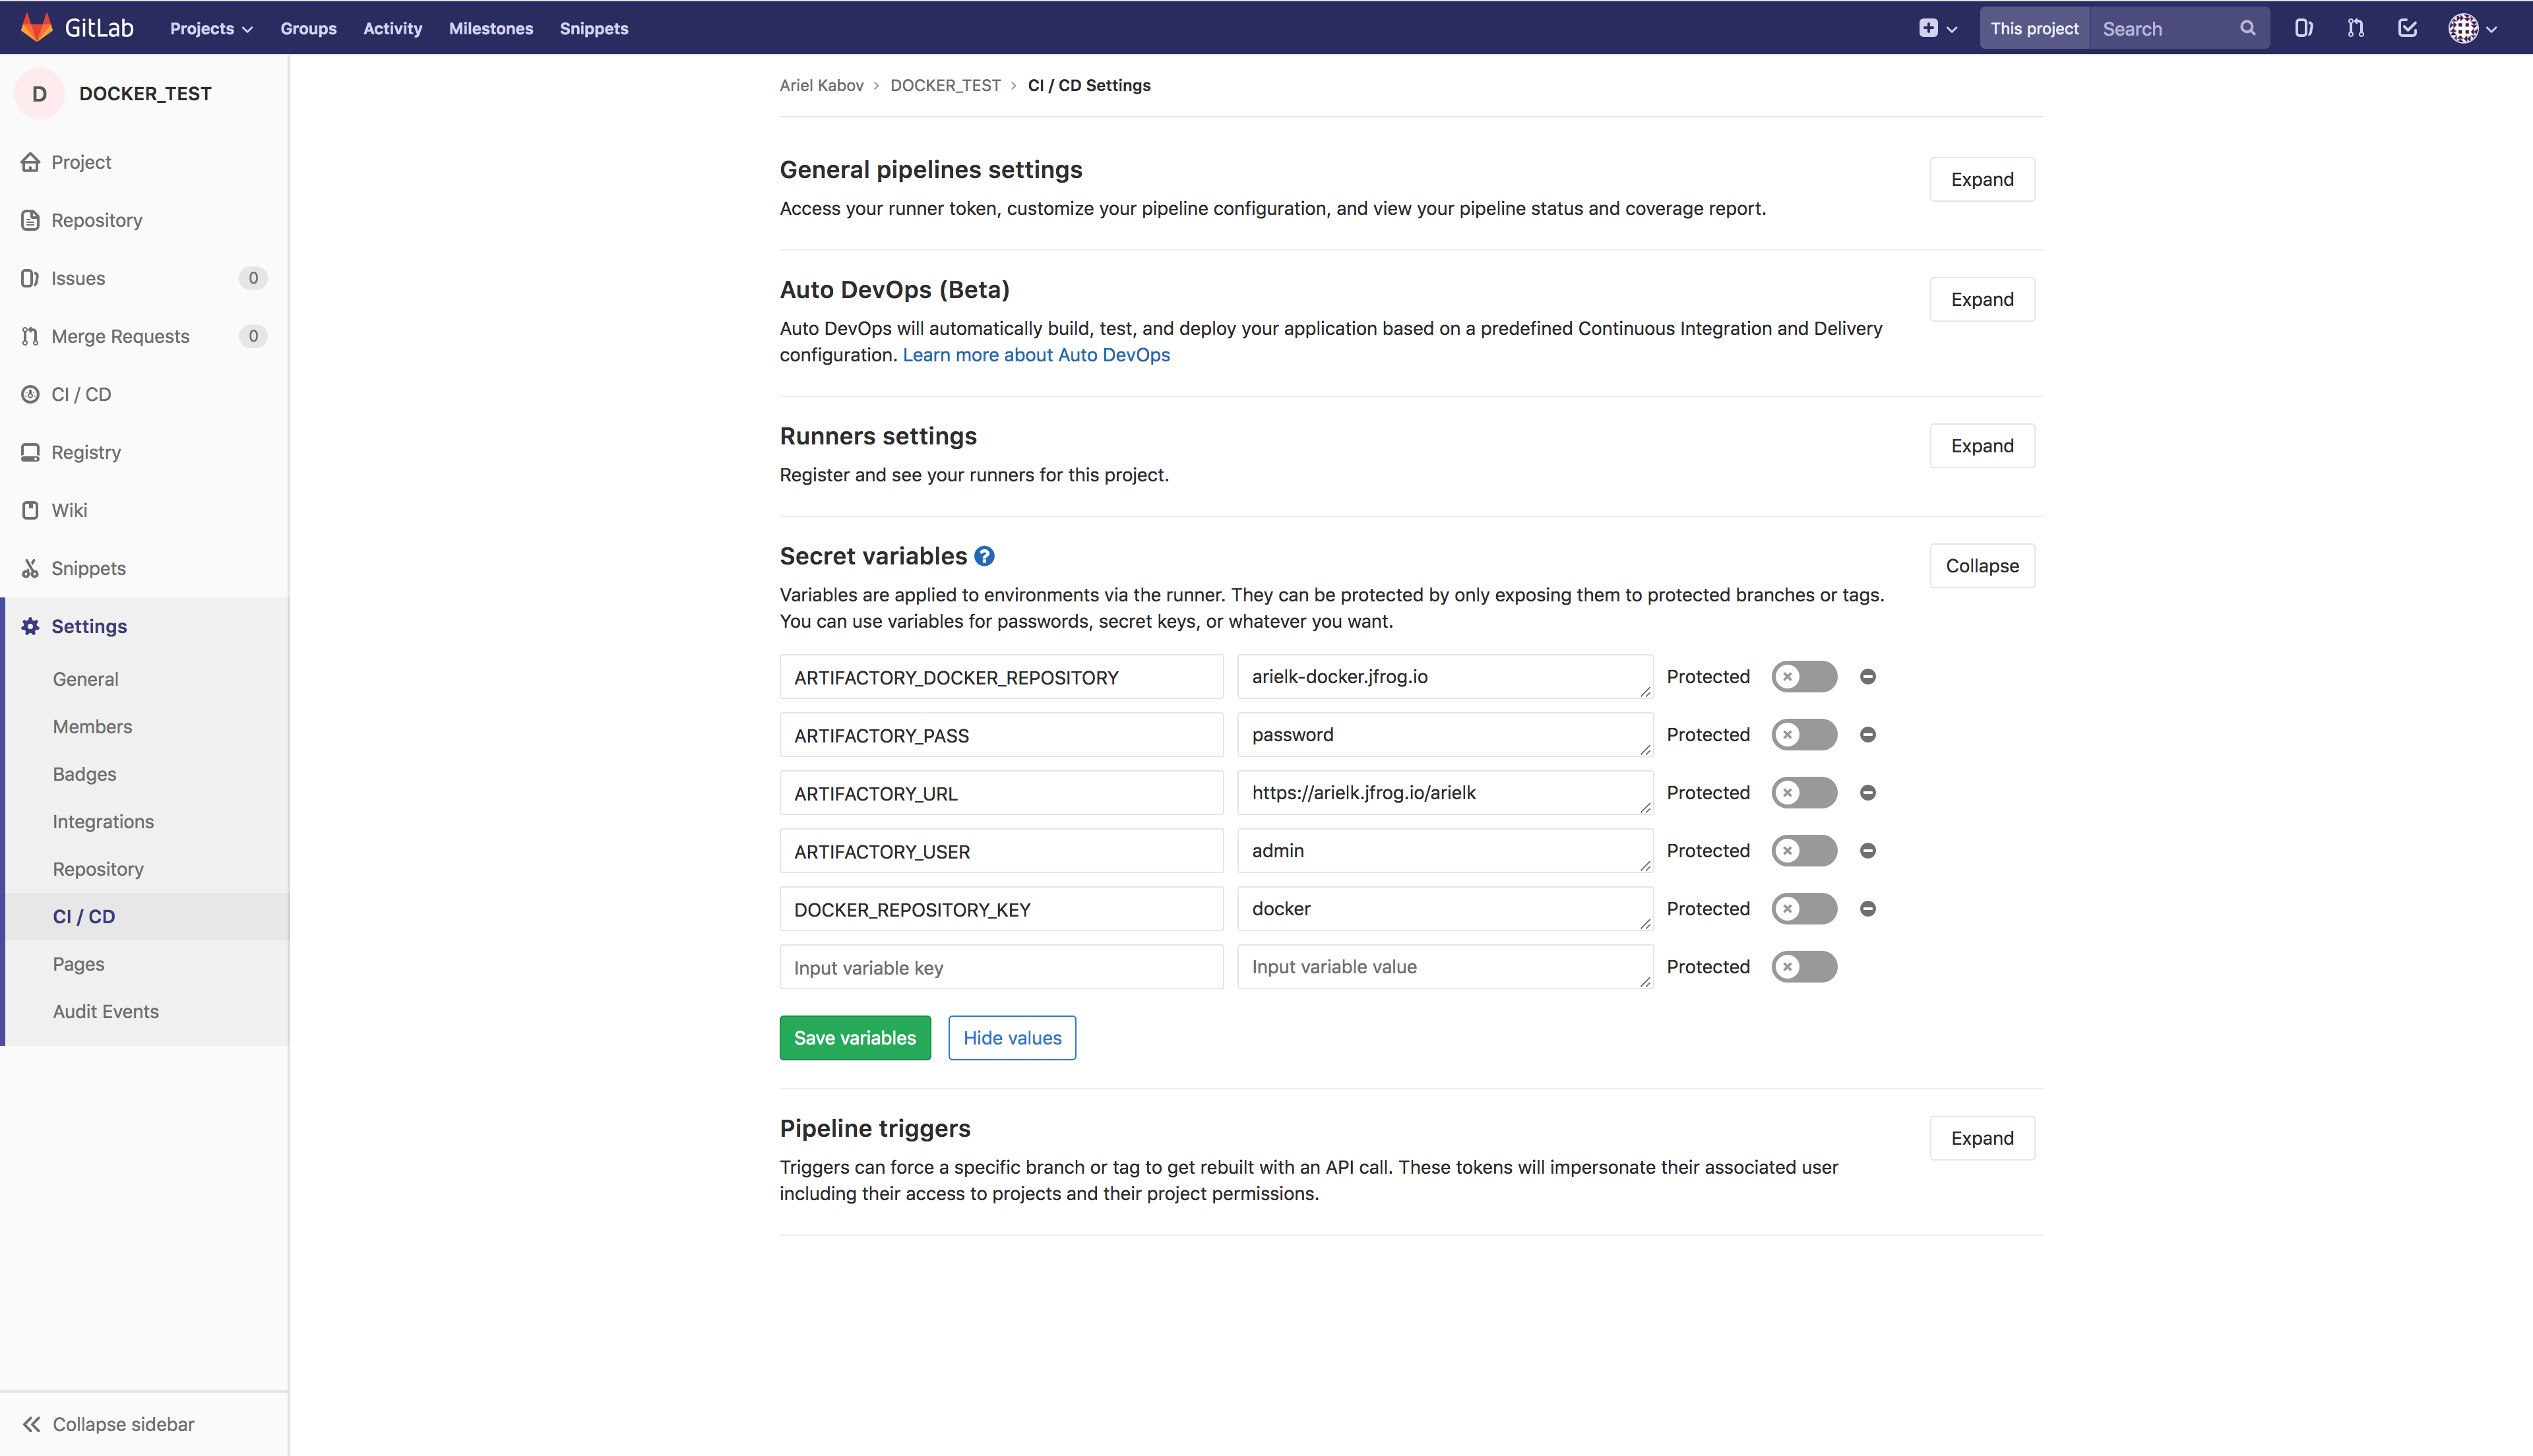 GitLab Projects Groups Activity Milestones Snippets This project Search
D DOCKER_TEST
Project
Repository
Issues 0
Merge Requests 0
CI / CD
Registry
Wiki
Snippets
Settings
General
Members
Badges
Integrations
Repository
CI / CD
Pages
Audit Events
Collapse sidebar
Ariel Kabov > DOCKER_TEST > CI / CD Settings
General pipelines settings
Expand
Access your runner token, customize your pipeline configuration, and view your pipeline status and coverage report.
Auto DevOps (Beta)
Expand
Auto DevOps will automatically build, test, and deploy your application based on a predefined Continuous Integration and Delivery
configuration. Learn more about Auto DevOps
Runners settings
Expand
Register and see your runners for this project.
Secret variables ?
Collapse
Variables are applied to environments via the runner. They can be protected by only exposing them to protected branches or tags.
You can use variables for passwords, secret keys, or whatever you want.
ARTIFACTORY_DOCKER_REPOSITORY arielk-docker.jfrog.io Protected
ARTIFACTORY_PASS password Protected
ARTIFACTORY_URL https://arielk.jfrog.io/arielk Protected
ARTIFACTORY_USER admin Protected
DOCKER_REPOSITORY_KEY docker Protected
Input variable key Input variable value Protected
Save variables Hide values
Pipeline triggers
Expand
Triggers can force a specific branch or tag to get rebuilt with an API call. These tokens will impersonate their associated user
including their access to projects and their project permissions.